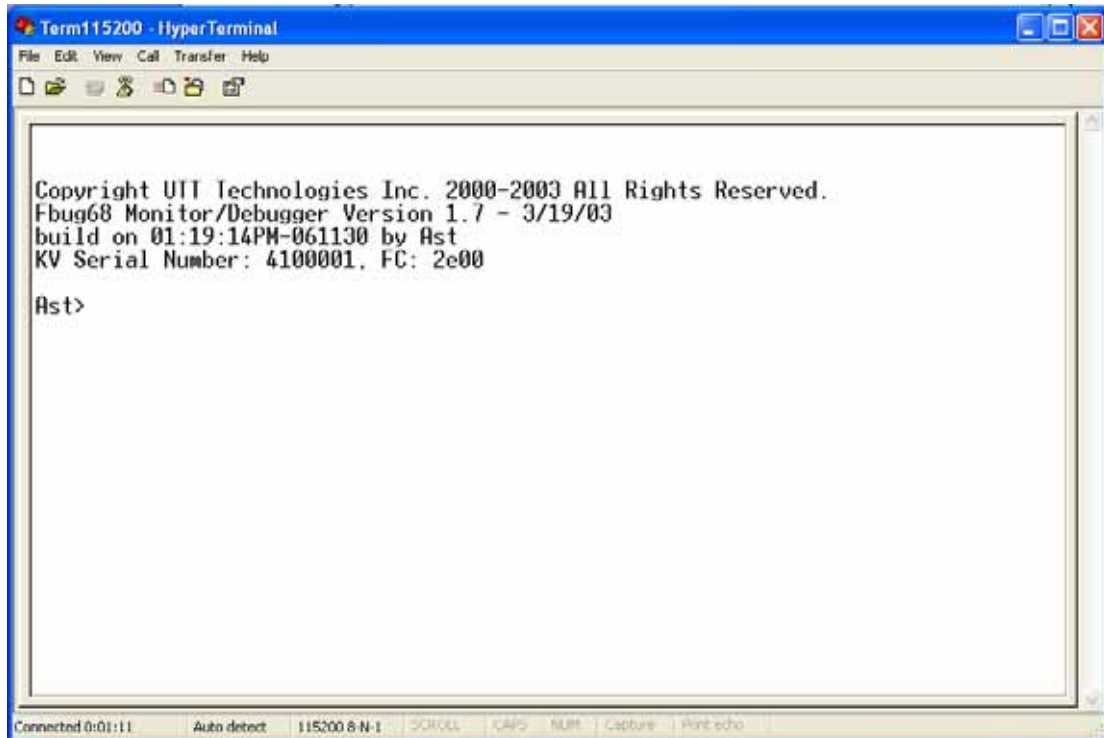 Term115200 - HyperTerminal
File Edit View Call Transfer Help
Copyright UTT Technologies Inc. 2000-2003 All Rights Reserved.
Fbug68 Monitor/Debugger Version 1.7 - 3/19/03
build on 01:19:14PM-061130 by Ast
KV Serial Number: 4100001, FC: 2e00
Ast>
Connected 0:01:11 Auto detect 115200 8-N-1 SCROLL CAPS NUM Capture Print echo